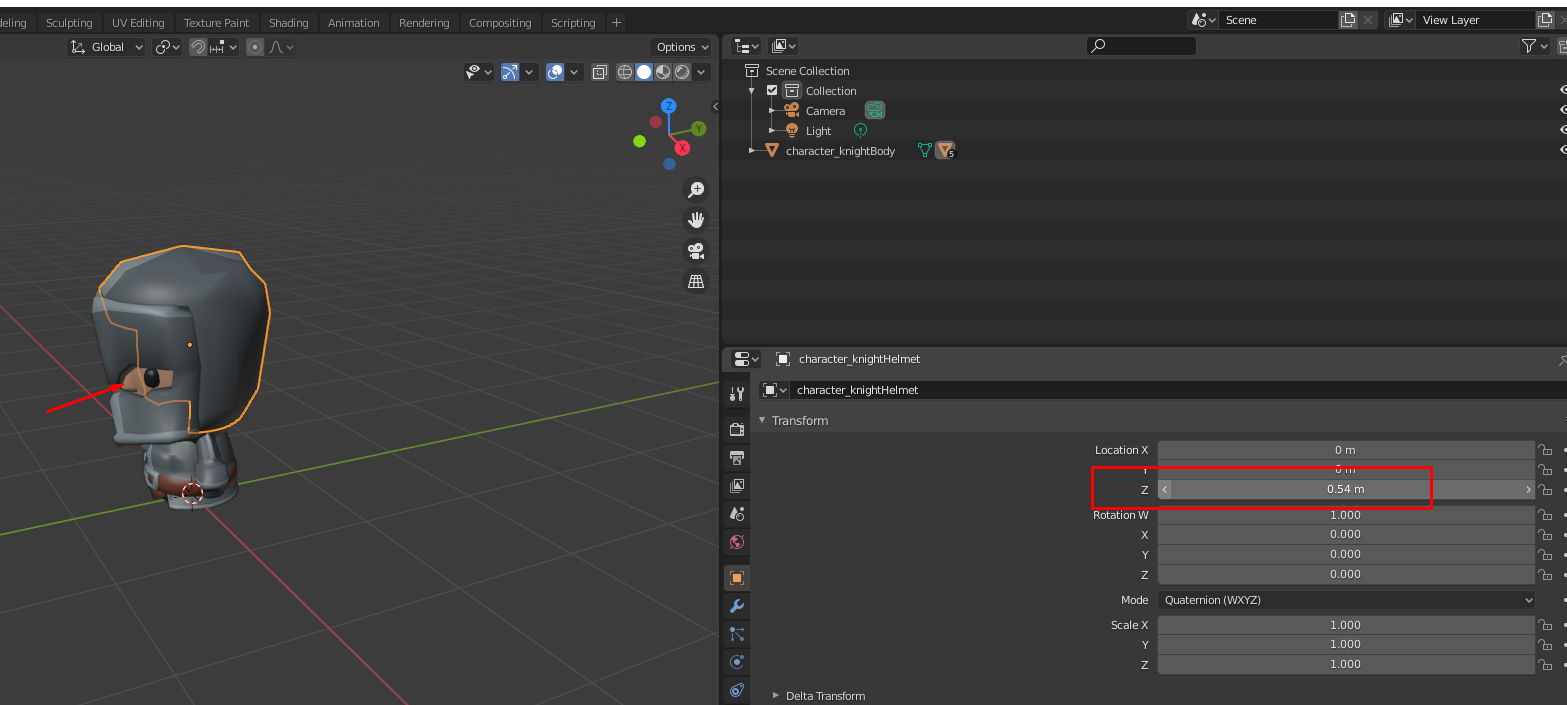 eling Sculpting UV Editing Texture Paint Shading Animation Rendering Compositing Scripting + Scene View Layer
Global Options
Z
Y
X
Scene Collection
Collection
Camera
Light
character_knightBody 5
character_knightHelmet
character_knightHelmet
Transform
Location X 0 m
Y 0 m
Z 0.54 m
Rotation W 1.000
X 0.000
Y 0.000
Z 0.000
Mode Quaternion (WXYZ)
Scale X 1.000
Y 1.000
Z 1.000
Delta Transform